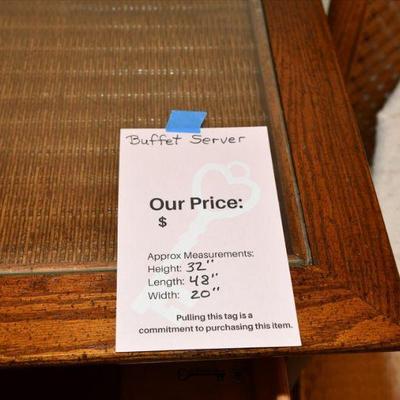 Buffet Server
Our Price:
$
Approx Measurements:
Height: 32"
Length: 48"
Width: 20"
Pulling this tag is a
commitment to purchasing this item.